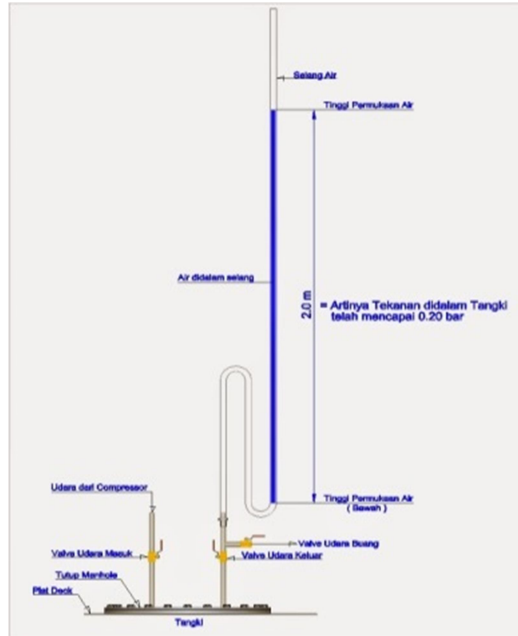 Selang Air
Tinggi Permukaan Air
Air didalam selang
2.0 m
= Artinya Tekanan didalam Tangki
telah mencapai 0.20 bar
Udara dari Compressor
Tinggi Permukaan Air
( Bawah )
Valve Udara Buang
Valve Udara Masuk
Valve Udara Keluar
Tutup Manhole
Plat Deck
Tangki